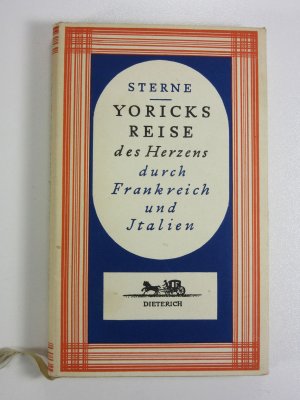 STERNE
YORICKS
REISE
des Herzens
durch
Frankreich
und
Jtalien
DIETERICH